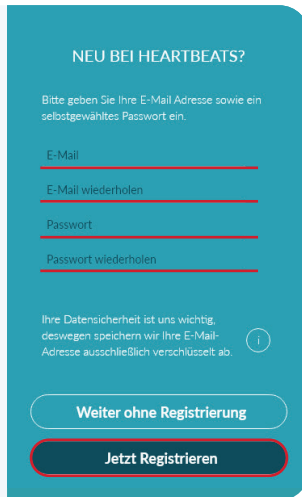 NEU BEI HEARTBEATS?
Bitte geben Sie Ihre E-Mail Adresse sowie ein
selbstgewähltes Passwort ein.
E-Mail
E-Mail wiederholen
Passwort
Passwort wiederholen
Ihre Datensicherheit ist uns wichtig,
deswegen speichern wir Ihre E-Mail-
Adresse ausschließlich verschlüsselt ab.
i
Weiter ohne Registrierung
Jetzt Registrieren